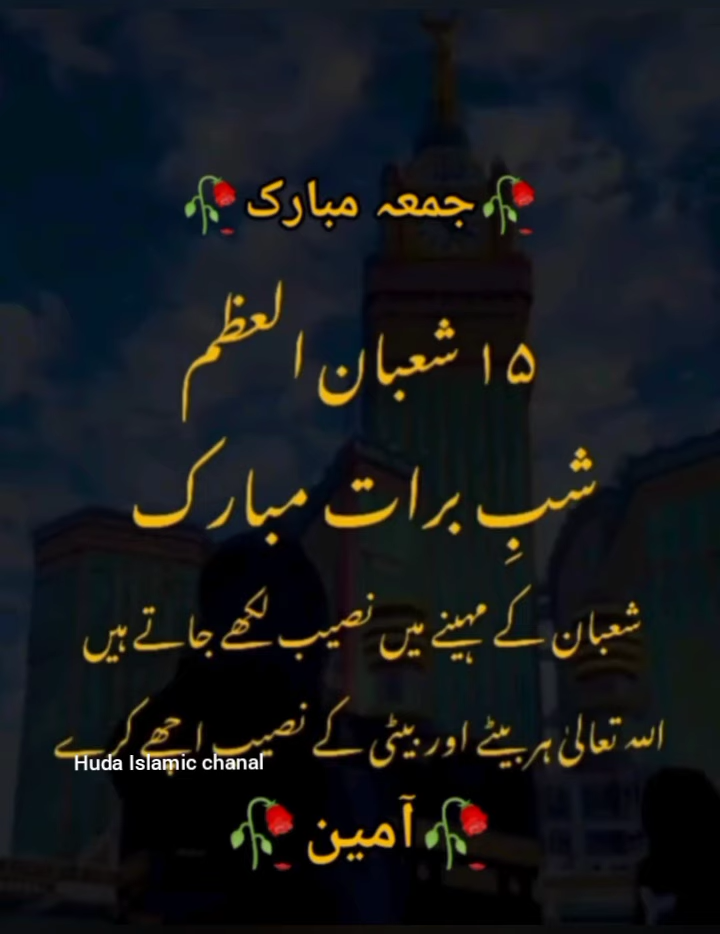 🥀جمعہ مبارک🥀
۱۵ شعبان العظم
شبِ برات مبارک
شعبان کے مہینے میں نصیب لکھے جاتے ہیں
اللہ تعالیٰ ہر بیٹے اور بیٹی کے نصیب اچھے کرے
Huda Islamic chanal
🥀آمین🥀